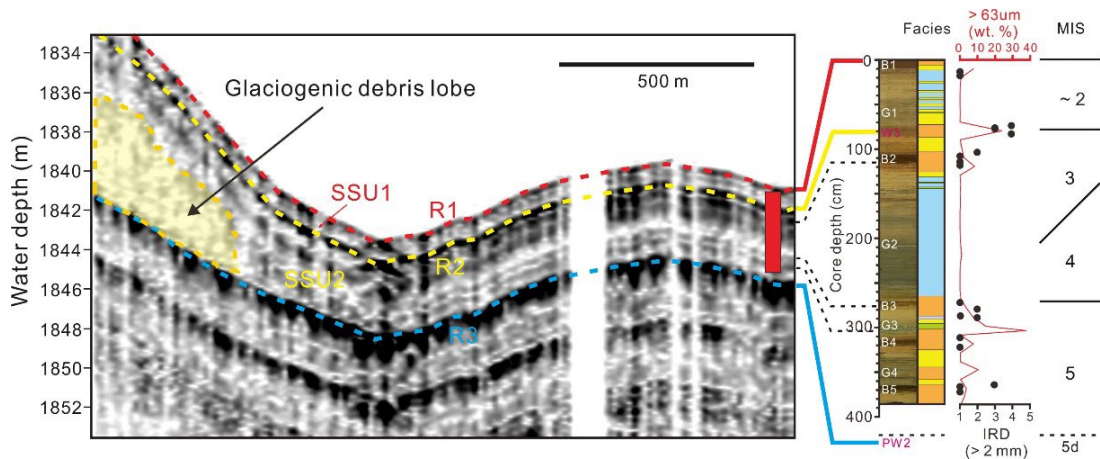 Water depth (m)
1834
1836
1838
1840
1842
1844
1846
1848
1850
1852
Glaciogenic debris lobe
500 m
SSU1
SSU2
R1
R2
R3
Facies
> 63um
(wt. %)
0 10 20 30 40
MIS
Core depth (cm)
0
100
200
300
400
B1
G1
W3
B2
G2
B3
G3
B4
G4
B5
PW2
~ 2
3
4
5
5d
1 2 3 4 5
IRD
(> 2 mm)